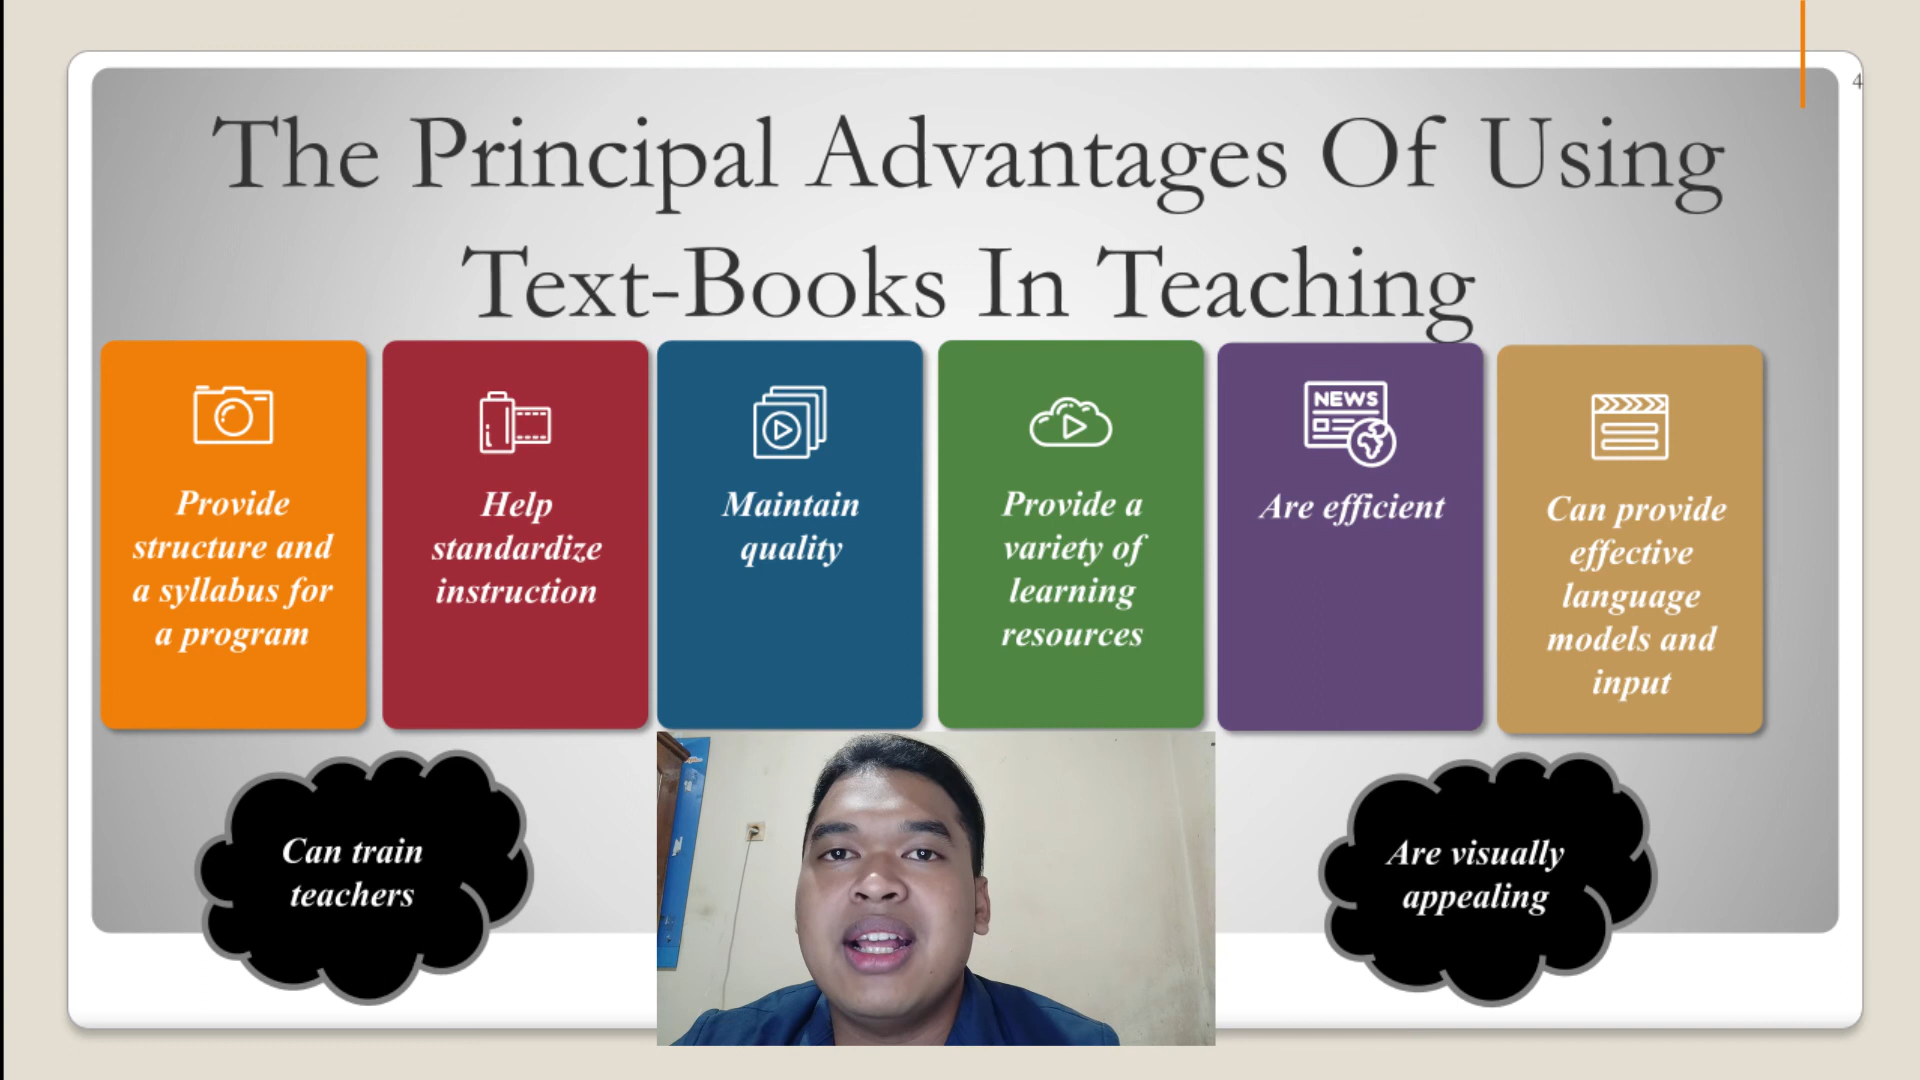 4
The Principal Advantages Of Using
Text-Books In Teaching
Provide
structure and
a syllabus for
a program
Help
standardize
instruction
Maintain
quality
Provide a
variety of
learning
resources
NEWS
Are efficient
Can provide
effective
language
models and
input
Can train
teachers
Are visually
appealing